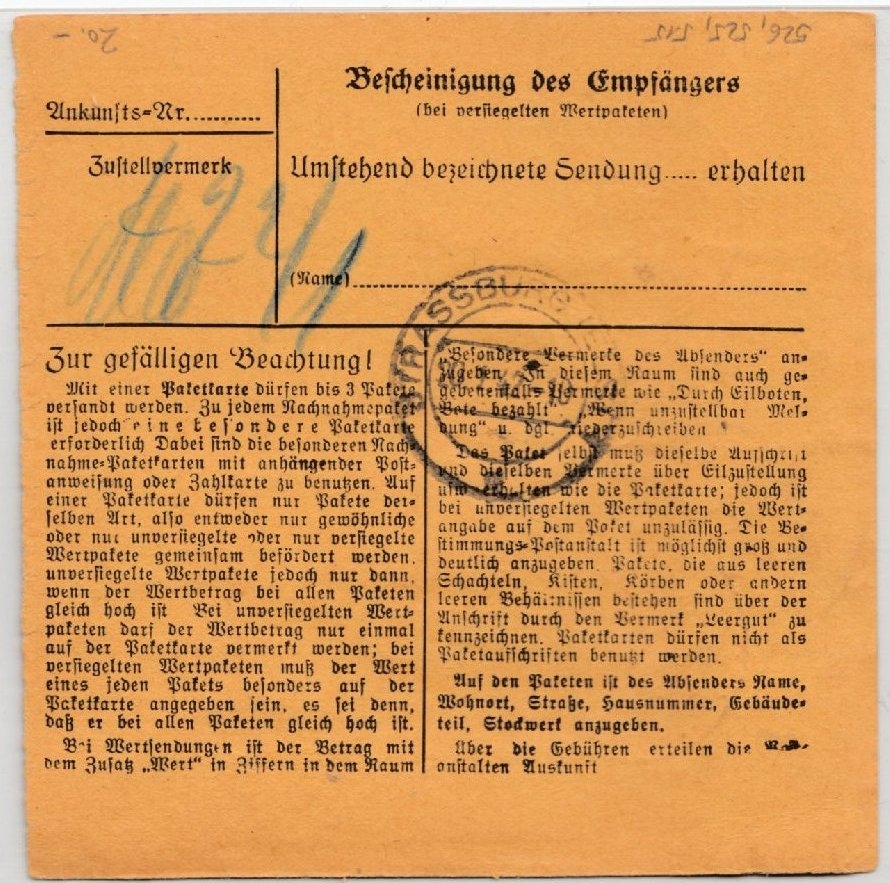 Ankunfts-Nr...........
Zustellvermerk
Bescheinigung des Empfängers
(bei versiegelten Wertpaketen)
Umstehend bezeichnete Sendung..... erhalten
(Name)
STRASSBURG
Zur gefälligen Beachtung!
Mit einer Paketkarte dürfen bis 3 Pakete
versandt werden. Zu jedem Nachnahmepaket
ist jedoch eine besondere Paketkarte
erforderlich Dabei sind die besonderen Nach-
nahme-Paketkarten mit anhängender Post-
anweisung oder Zahlkarte zu benutzen. Auf
einer Paketkarte dürfen nur Pakete der-
selben Art, also entweder nur gewöhnliche
oder nur unversiegelte oder nur versiegelte
Wertpakete gemeinsam befördert werden.
unversiegelte Wertpakete jedoch nur dann,
wenn der Wertbetrag bei allen Paketen
gleich hoch ist Bei unversiegelten Wert-
paketen darf der Wertbetrag nur einmal
auf der Paketkarte vermerkt werden; bei
versiegelten Wertpaketen muß der Wert
eines jeden Pakets besonders auf der
Paketkarte angegeben sein, es sei denn,
daß er bei allen Paketen gleich hoch ist.
Bei Wertsendungen ist der Betrag mit
dem Zusatz „Wert" in Ziffern in dem Raum
„Besondere Vermerke des Absenders" an-
zugeben. In diesem Raum sind auch ge-
gebenenfalls Vermerke wie „Durch Eilboten,
Bote bezahlt" „Wenn unzustellbar Mel-
dung" u. dgl niederzuschreiben
Das Paket selbst muß dieselbe Aufschrift
und dieselben Vermerke über Eilzustellung
usw erhalten wie die Paketkarte; jedoch ist
bei unversiegelten Wertpaketen die Wert-
angabe auf dem Paket unzulässig. Die Be-
stimmungs-Postanstalt ist möglichst groß und
deutlich anzugeben. Pakete, die aus leeren
Schachteln, Kisten, Körben oder andern
leeren Behältnissen bestehen sind über der
Anschrift durch den Vermerk „Leergut" zu
kennzeichnen. Paketkarten dürfen nicht als
Paketaufschriften benutzt werden.
Auf den Paketen ist des Absenders Name,
Wohnort, Straße, Hausnummer, Gebäude-
teil, Stockwerk anzugeben.
Über die Gebühren erteilen die
anstalten Auskunft